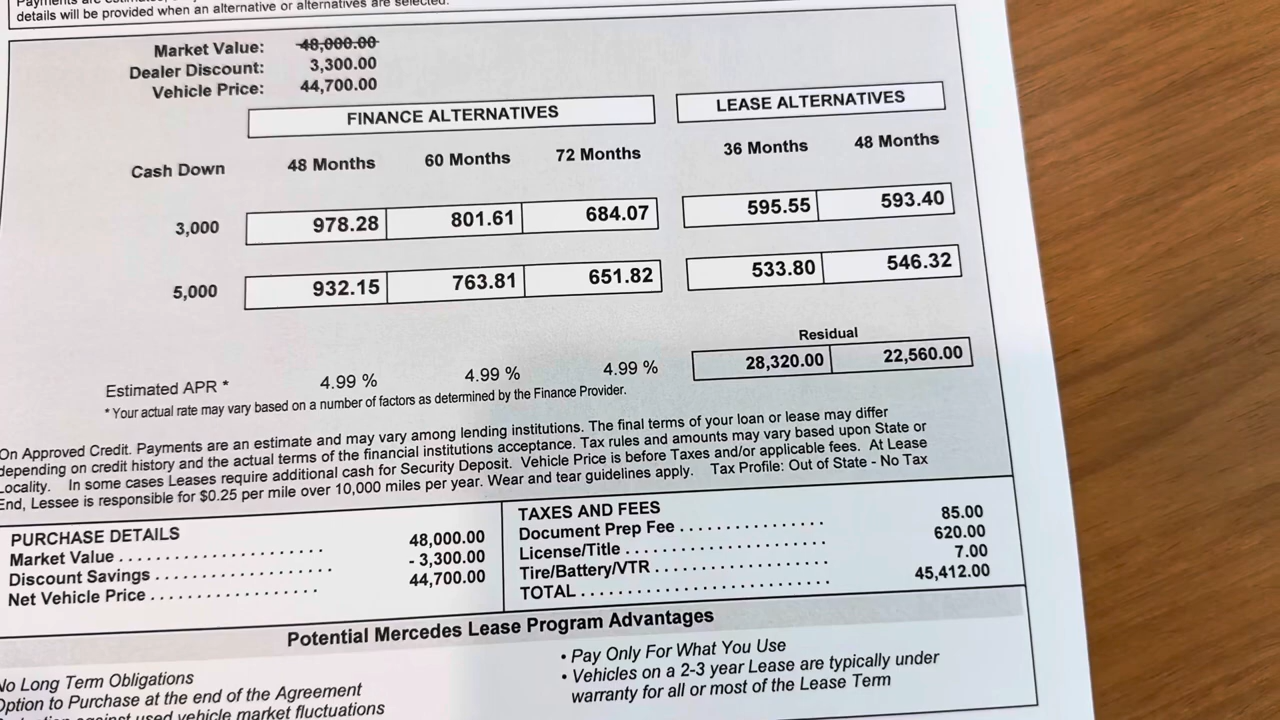 details will be provided when an alternative or alternatives are selected.
Market Value: 48,000.00
Dealer Discount: 3,300.00
Vehicle Price: 44,700.00
FINANCE ALTERNATIVES LEASE ALTERNATIVES
Cash Down 48 Months 60 Months 72 Months 36 Months 48 Months
3,000 978.28 801.61 684.07 595.55 593.40
5,000 932.15 763.81 651.82 533.80 546.32
Residual
28,320.00 22,560.00
Estimated APR * 4.99 % 4.99 % 4.99 %
* Your actual rate may vary based on a number of factors as determined by the Finance Provider.
On Approved Credit. Payments are an estimate and may vary among lending institutions. The final terms of your loan or lease may differ
depending on credit history and the actual terms of the financial institutions acceptance. Tax rules and amounts may vary based upon State or
Locality. In some cases Leases require additional cash for Security Deposit. Vehicle Price is before Taxes and/or applicable fees. At Lease
End, Lessee is responsible for $0.25 per mile over 10,000 miles per year. Wear and tear guidelines apply. Tax Profile: Out of State - No Tax
PURCHASE DETAILS
Market Value . . . . . . . . . . . . . . . . . . . . . . 48,000.00
Discount Savings . . . . . . . . . . . . . . . . . . . - 3,300.00
Net Vehicle Price . . . . . . . . . . . . . . . . . . 44,700.00
TAXES AND FEES
Document Prep Fee . . . . . . . . . . . . . . . 85.00
License/Title . . . . . . . . . . . . . . . . . . . . . 620.00
Tire/Battery/VTR . . . . . . . . . . . . . . . . . . 7.00
TOTAL . . . . . . . . . . . . . . . . . . . . . . . . . . 45,412.00
Potential Mercedes Lease Program Advantages
No Long Term Obligations
Option to Purchase at the end of the Agreement
against used vehicle market fluctuations
• Pay Only For What You Use
• Vehicles on a 2-3 year Lease are typically under
warranty for all or most of the Lease Term